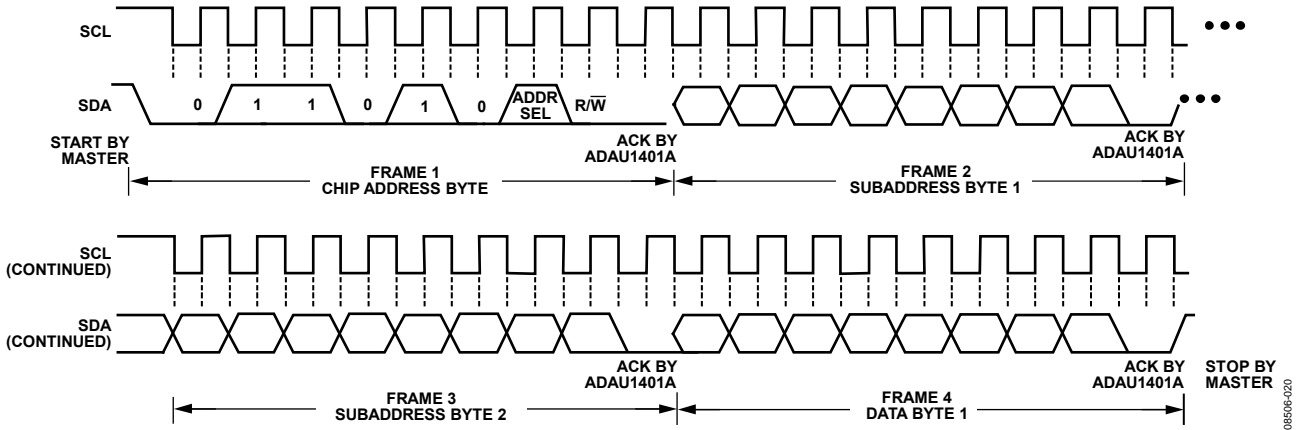 SCL
SDA
0 1 1 0 1 0 ADDR SEL R/W̅
START BY MASTER
ACK BY ADAU1401A
ACK BY ADAU1401A
FRAME 1
CHIP ADDRESS BYTE
FRAME 2
SUBADDRESS BYTE 1
SCL
(CONTINUED)
SDA
(CONTINUED)
ACK BY ADAU1401A
ACK BY ADAU1401A
STOP BY MASTER
FRAME 3
SUBADDRESS BYTE 2
FRAME 4
DATA BYTE 1
08506-020